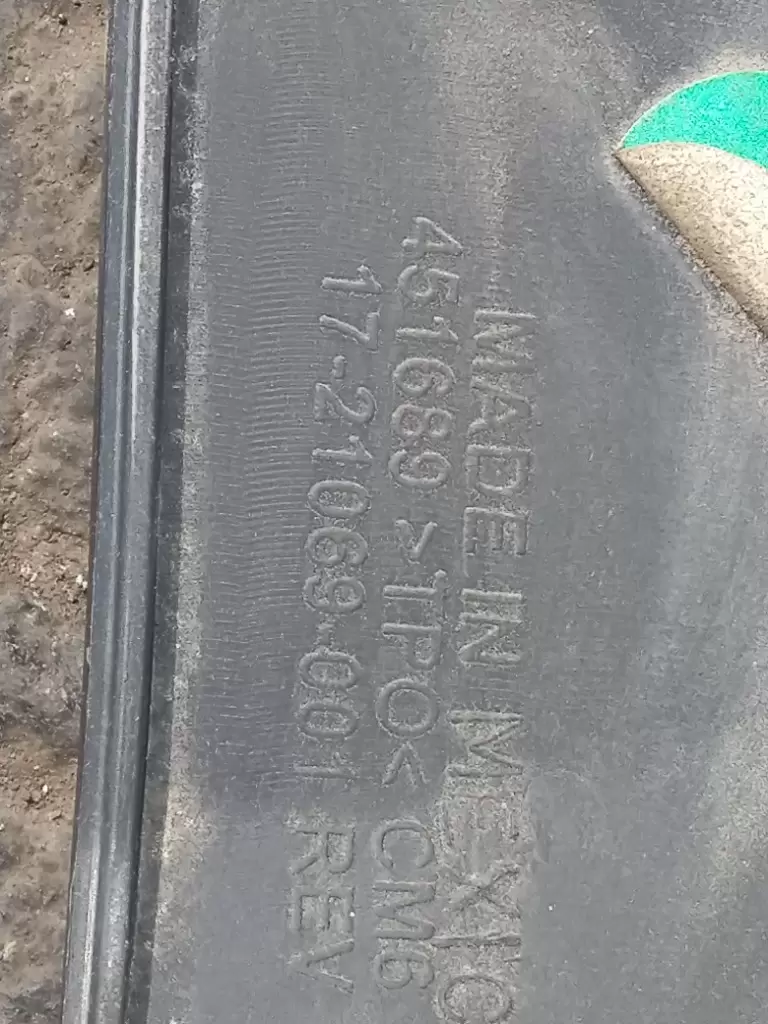 MADE IN MEXICO
451689 >TPO< CM6
17-21069-001 REV